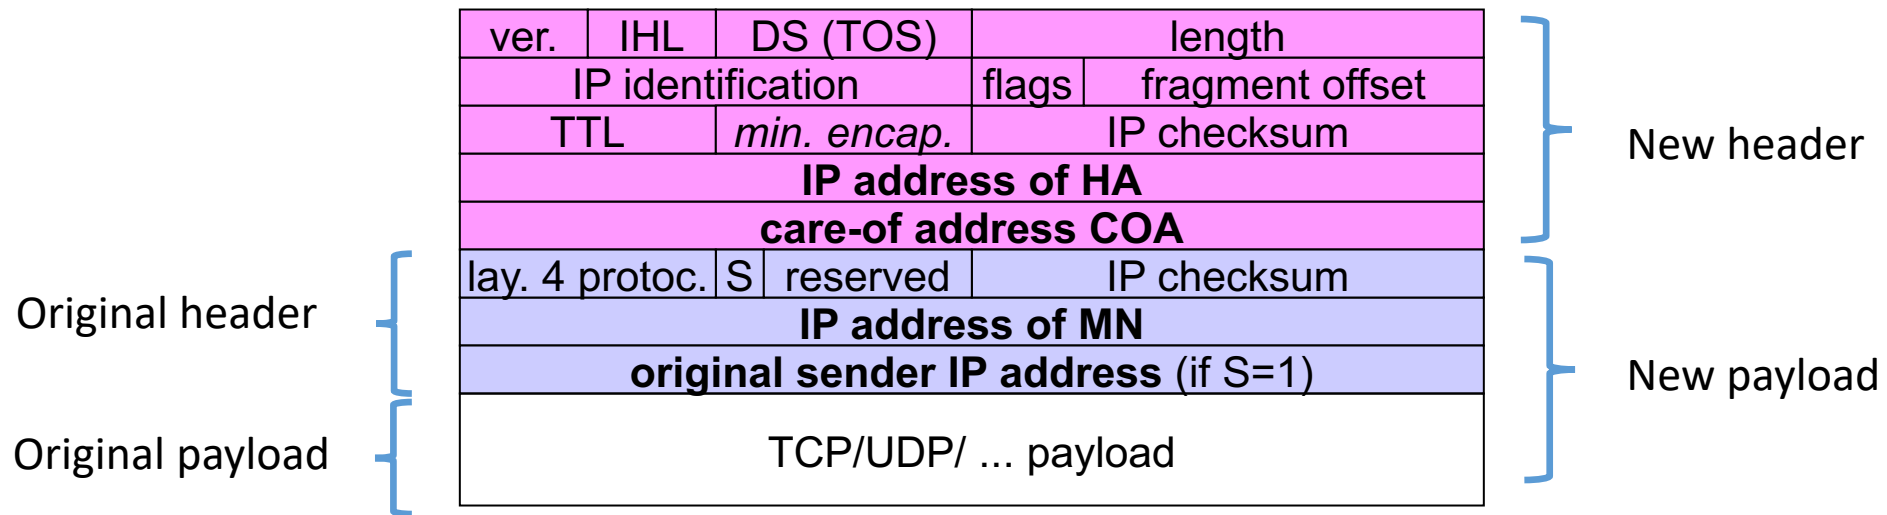 ver. IHL DS (TOS) length
IP identification flags fragment offset
TTL min. encap. IP checksum
New header
IP address of HA
care-of address COA
lay. 4 protoc. S reserved IP checksum
Original header
IP address of MN
original sender IP address (if S=1)
New payload
Original payload
TCP/UDP/ ... payload